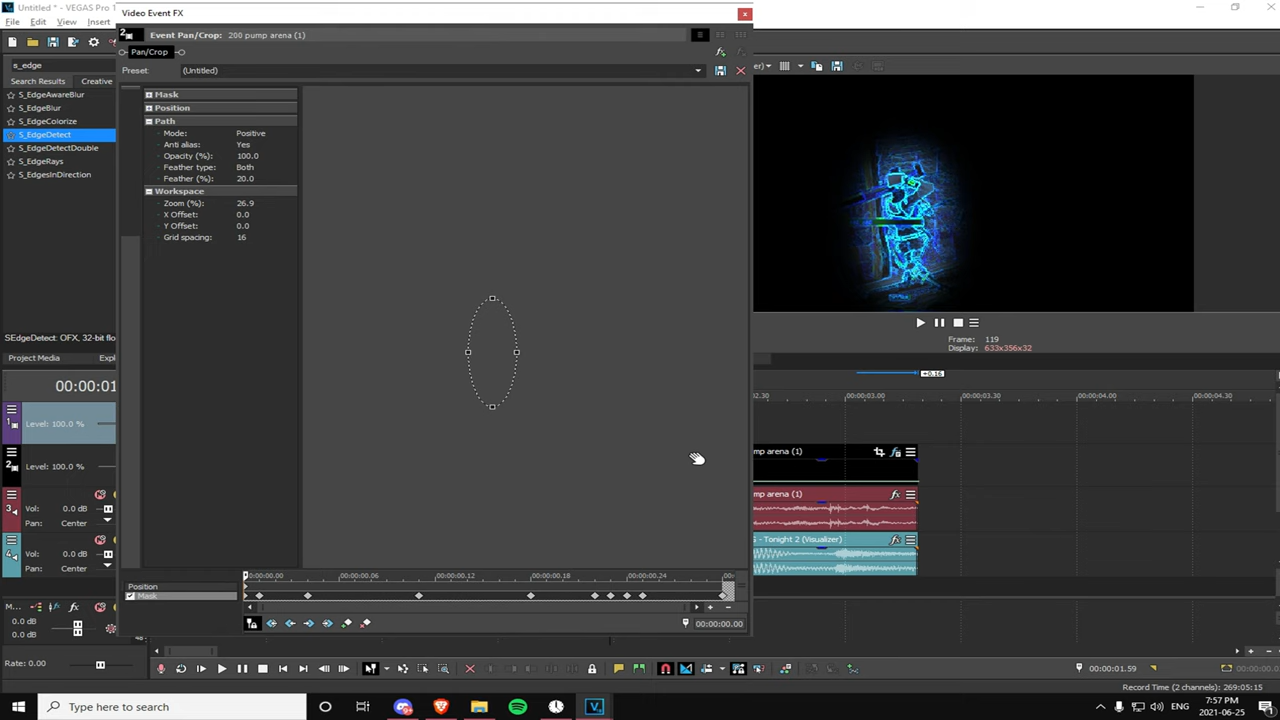 Untitled * - VEGAS Pro 1
File Edit View Insert
s_edge
Search Results Creative
S_EdgeAwareBlur
S_EdgeBlur
S_EdgeColorize
S_EdgeDetect
S_EdgeDetectDouble
S_EdgeRays
S_EdgesInDirection
SEdgeDetect: OFX, 32-bit flo
Project Media Expl
00:00:01
Video Event FX
Event Pan/Crop: 200 pump arena (1)
Pan/Crop
Preset: (Untitled)
Mask
Position
Path
Mode: Positive
Anti alias: Yes
Opacity (%): 100.0
Feather type: Both
Feather (%): 20.0
Workspace
Zoom (%): 26.9
X Offset: 0.0
Y Offset: 0.0
Grid spacing: 16
Frame: 119
Display: 633x356x32
+0.16
02.30 00:00:03.00 00:00:03.30 00:00:04.00 00:00:04.30
1 Level: 100.0 %
2 Level: 100.0 %
3 Vol: 0.0 dB
Pan: Center
4 Vol: 0.0 dB
Pan: Center
mp arena (1)
mp arena (1)
S - Tonight 2 (Visualizer)
00:00:00.00 00:00:00.06 00:00:00.12 00:00:00.18 00:00:00.24
Position
Mask
00:00:00.00
0.0 dB
0.0 dB
Rate: 0.00
00:00:01.59
Record Time (2 channels): 269:05:15
Type here to search
ENG
7:57 PM
2021-06-25